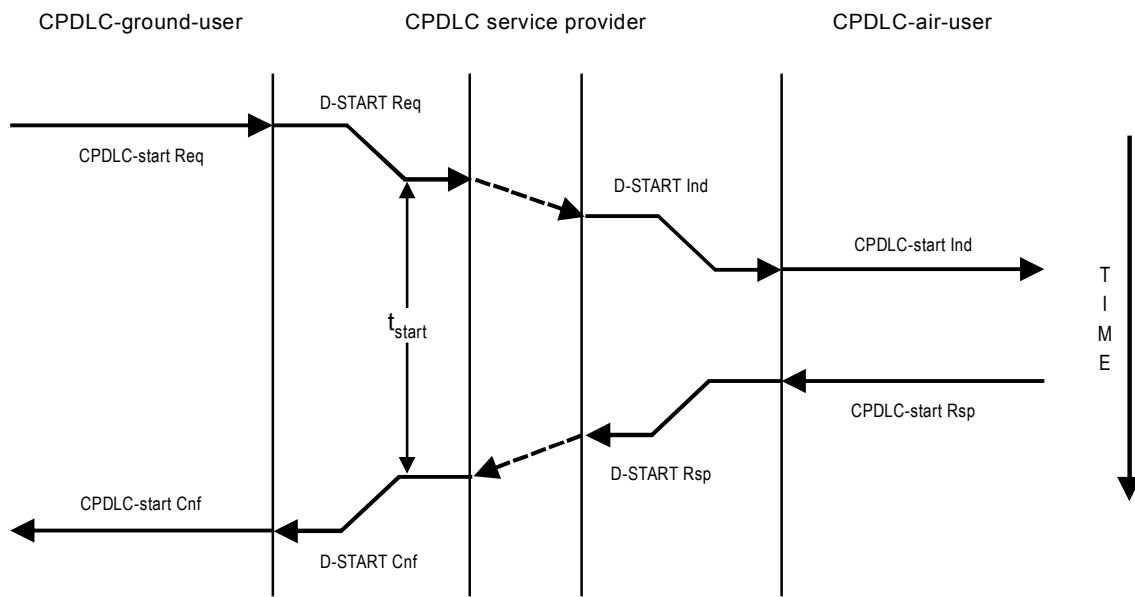 CPDLC-ground-user
CPDLC service provider
CPDLC-air-user
D-START Req
CPDLC-start Req
D-START Ind
CPDLC-start Ind
T
I
M
E
tstart
CPDLC-start Rsp
D-START Rsp
CPDLC-start Cnf
D-START Cnf